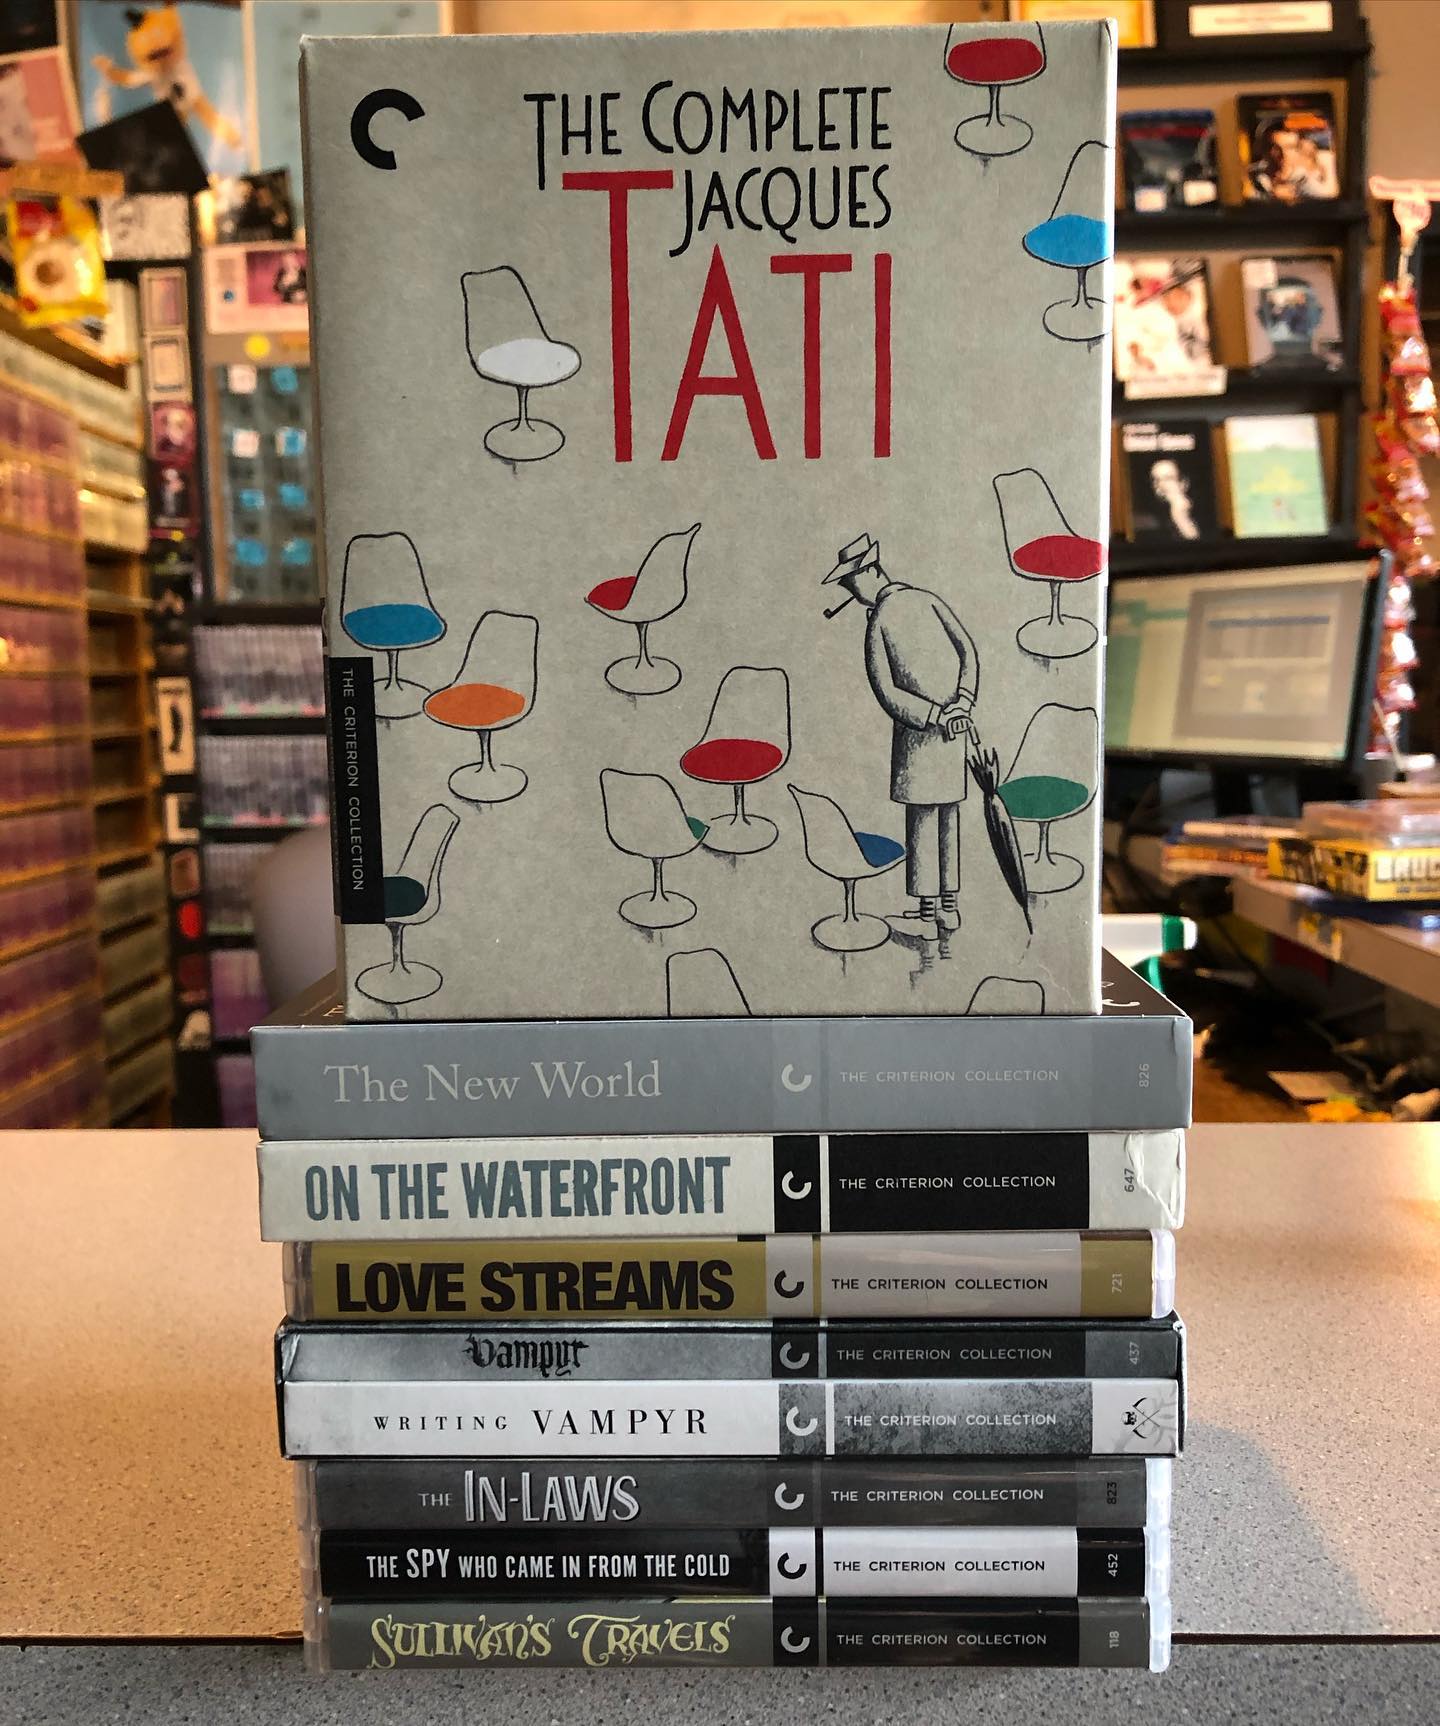 THE COMPLETE
JACQUES
TATI
THE CRITERION COLLECTION
The New World THE CRITERION COLLECTION 826
ON THE WATERFRONT THE CRITERION COLLECTION 647
LOVE STREAMS THE CRITERION COLLECTION 721
Vampyr THE CRITERION COLLECTION 437
WRITING VAMPYR THE CRITERION COLLECTION
THE IN-LAWS THE CRITERION COLLECTION 823
THE SPY WHO CAME IN FROM THE COLD THE CRITERION COLLECTION 452
SULLIVAN'S TRAVELS THE CRITERION COLLECTION 118